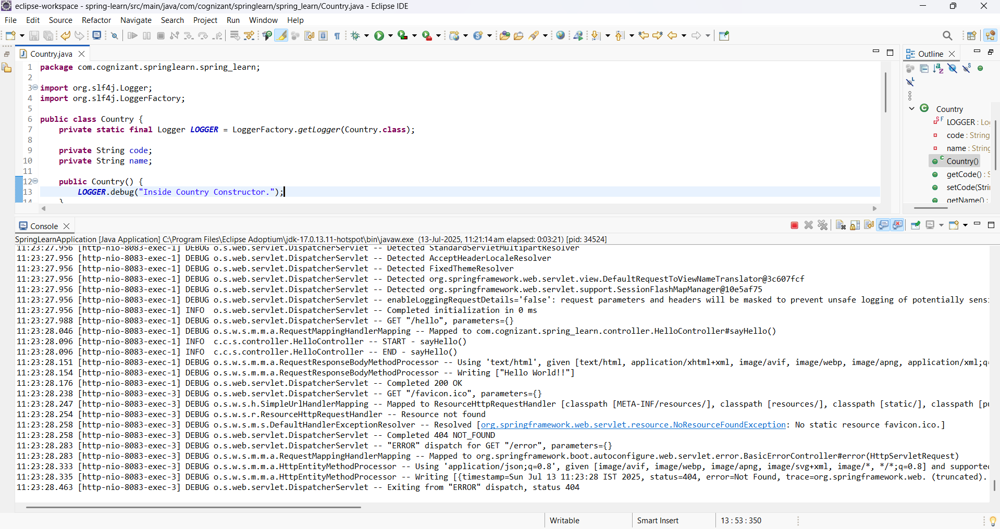 eclipse-workspace - spring-learn/src/main/java/com/cognizant/springlearn/spring_learn/Country.java - Eclipse IDE
File Edit Source Refactor Navigate Search Project Run Window Help
Country.java
1 package com.cognizant.springlearn.spring_learn;
2
3 import org.slf4j.Logger;
4 import org.slf4j.LoggerFactory;
5
6 public class Country {
7 private static final Logger LOGGER = LoggerFactory.getLogger(Country.class);
8
9 private String code;
10 private String name;
11
12 public Country() {
13 LOGGER.debug("Inside Country Constructor.");
14 }
Outline
Country
LOGGER : Lo
code : String
name : String
Country()
getCode() : S
setCode(Stri
getName() :
Console
SpringLearnApplication [Java Application] C:\Program Files\Eclipse Adoptium\jdk-17.0.13.11-hotspot\bin\javaw.exe (13-Jul-2025, 11:21:14 am elapsed: 0:03:21) [pid: 34524]
11:23:27.956 [http-nio-8083-exec-1] DEBUG o.s.web.servlet.DispatcherServlet -- Detected StandardServletMultipartResolver
11:23:27.956 [http-nio-8083-exec-1] DEBUG o.s.web.servlet.DispatcherServlet -- Detected AcceptHeaderLocaleResolver
11:23:27.956 [http-nio-8083-exec-1] DEBUG o.s.web.servlet.DispatcherServlet -- Detected FixedThemeResolver
11:23:27.956 [http-nio-8083-exec-1] DEBUG o.s.web.servlet.DispatcherServlet -- Detected org.springframework.web.servlet.view.DefaultRequestToViewNameTranslator@3c607fcf
11:23:27.956 [http-nio-8083-exec-1] DEBUG o.s.web.servlet.DispatcherServlet -- Detected org.springframework.web.servlet.support.SessionFlashMapManager@10e5af75
11:23:27.956 [http-nio-8083-exec-1] DEBUG o.s.web.servlet.DispatcherServlet -- enableLoggingRequestDetails='false': request parameters and headers will be masked to prevent unsafe logging of potentially sens
11:23:27.956 [http-nio-8083-exec-1] INFO o.s.web.servlet.DispatcherServlet -- Completed initialization in 0 ms
11:23:27.988 [http-nio-8083-exec-1] DEBUG o.s.web.servlet.DispatcherServlet -- GET "/hello", parameters={}
11:23:28.046 [http-nio-8083-exec-1] DEBUG o.s.w.s.m.m.a.RequestMappingHandlerMapping -- Mapped to com.cognizant.spring_learn.controller.HelloController#sayHello()
11:23:28.096 [http-nio-8083-exec-1] INFO c.c.s.controller.HelloController -- START - sayHello()
11:23:28.096 [http-nio-8083-exec-1] INFO c.c.s.controller.HelloController -- END - sayHello()
11:23:28.151 [http-nio-8083-exec-1] DEBUG o.s.w.s.m.m.a.RequestResponseBodyMethodProcessor -- Using 'text/html', given [text/html, application/xhtml+xml, image/avif, image/webp, image/apng, application/xml;q=
11:23:28.154 [http-nio-8083-exec-1] DEBUG o.s.w.s.m.m.a.RequestResponseBodyMethodProcessor -- Writing ["Hello World!!"]
11:23:28.176 [http-nio-8083-exec-1] DEBUG o.s.web.servlet.DispatcherServlet -- Completed 200 OK
11:23:28.238 [http-nio-8083-exec-3] DEBUG o.s.web.servlet.DispatcherServlet -- GET "/favicon.ico", parameters={}
11:23:28.247 [http-nio-8083-exec-3] DEBUG o.s.w.s.h.SimpleUrlHandlerMapping -- Mapped to ResourceHttpRequestHandler [classpath [META-INF/resources/], classpath [resources/], classpath [static/], classpath [pu
11:23:28.254 [http-nio-8083-exec-3] DEBUG o.s.w.s.r.ResourceHttpRequestHandler -- Resource not found
11:23:28.258 [http-nio-8083-exec-3] DEBUG o.s.w.s.m.s.DefaultHandlerExceptionResolver -- Resolved [org.springframework.web.servlet.resource.NoResourceFoundException: No static resource favicon.ico.]
11:23:28.258 [http-nio-8083-exec-3] DEBUG o.s.web.servlet.DispatcherServlet -- Completed 404 NOT_FOUND
11:23:28.283 [http-nio-8083-exec-3] DEBUG o.s.web.servlet.DispatcherServlet -- "ERROR" dispatch for GET "/error", parameters={}
11:23:28.283 [http-nio-8083-exec-3] DEBUG o.s.w.s.m.m.a.RequestMappingHandlerMapping -- Mapped to org.springframework.boot.autoconfigure.web.servlet.error.BasicErrorController#error(HttpServletRequest)
11:23:28.333 [http-nio-8083-exec-3] DEBUG o.s.w.s.m.m.a.HttpEntityMethodProcessor -- Using 'application/json;q=0.8', given [image/avif, image/webp, image/apng, image/svg+xml, image/*, */*;q=0.8] and supported
11:23:28.335 [http-nio-8083-exec-3] DEBUG o.s.w.s.m.m.a.HttpEntityMethodProcessor -- Writing [{timestamp=Sun Jul 13 11:23:28 IST 2025, status=404, error=Not Found, trace=org.springframework.web. (truncated).
11:23:28.463 [http-nio-8083-exec-3] DEBUG o.s.web.servlet.DispatcherServlet -- Exiting from "ERROR" dispatch, status 404
Writable Smart Insert 13 : 53 : 350